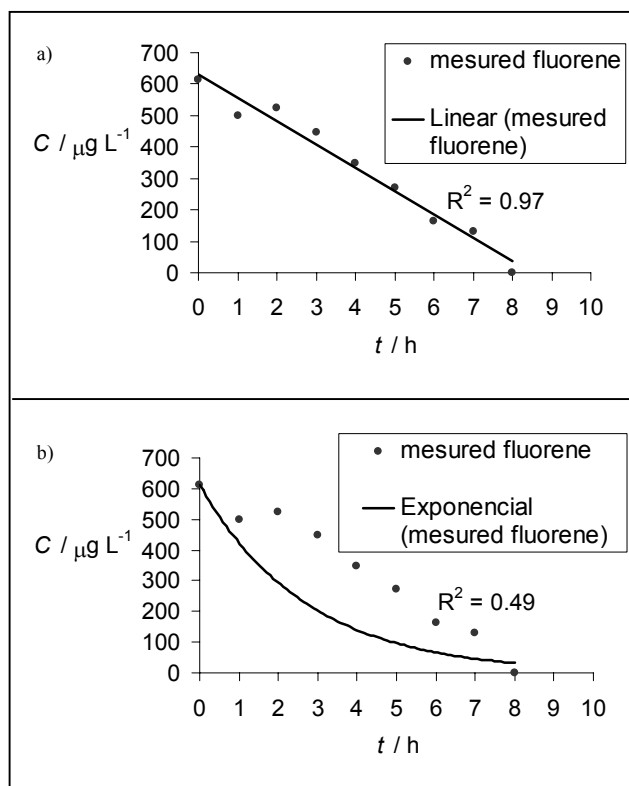 a)
700
600
500
400
300
200
100
0
C / μg L-1
mesured fluorene
Linear (mesured
fluorene)
R2 = 0.97
0 1 2 3 4 5 6 7 8 9 10
t / h
b)
700
600
500
400
300
200
100
0
C / μg L-1
mesured fluorene
Exponencial
(mesured fluorene)
R2 = 0.49
0 1 2 3 4 5 6 7 8 9 10
t / h